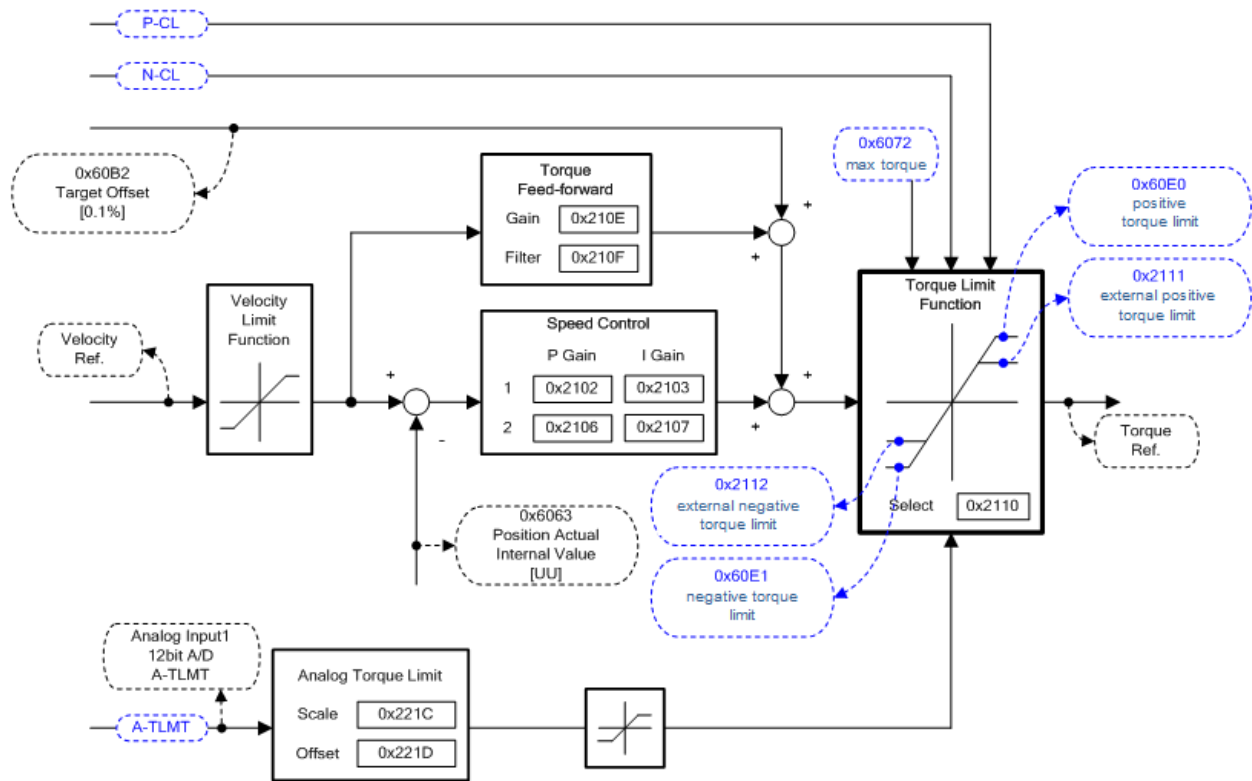 P-CL
N-CL
0x60B2
Target Offset
[0.1%]
Torque
Feed-forward
Gain
0x210E
Filter
0x210F
+
+
0x6072
max torque
0x60E0
positive
torque limit
0x2111
external positive
torque limit
Velocity
Ref.
Velocity
Limit
Function
+
-
Speed Control
P Gain
I Gain
1
0x2102
0x2103
2
0x2106
0x2107
+
+
Torque Limit
Function
Select
0x2110
Torque
Ref.
0x2112
external negative
torque limit
0x60E1
negative torque
limit
0x6063
Position Actual
Internal Value
[UU]
Analog Input1
12bit A/D
A-TLMT
A-TLMT
Analog Torque Limit
Scale
0x221C
Offset
0x221D